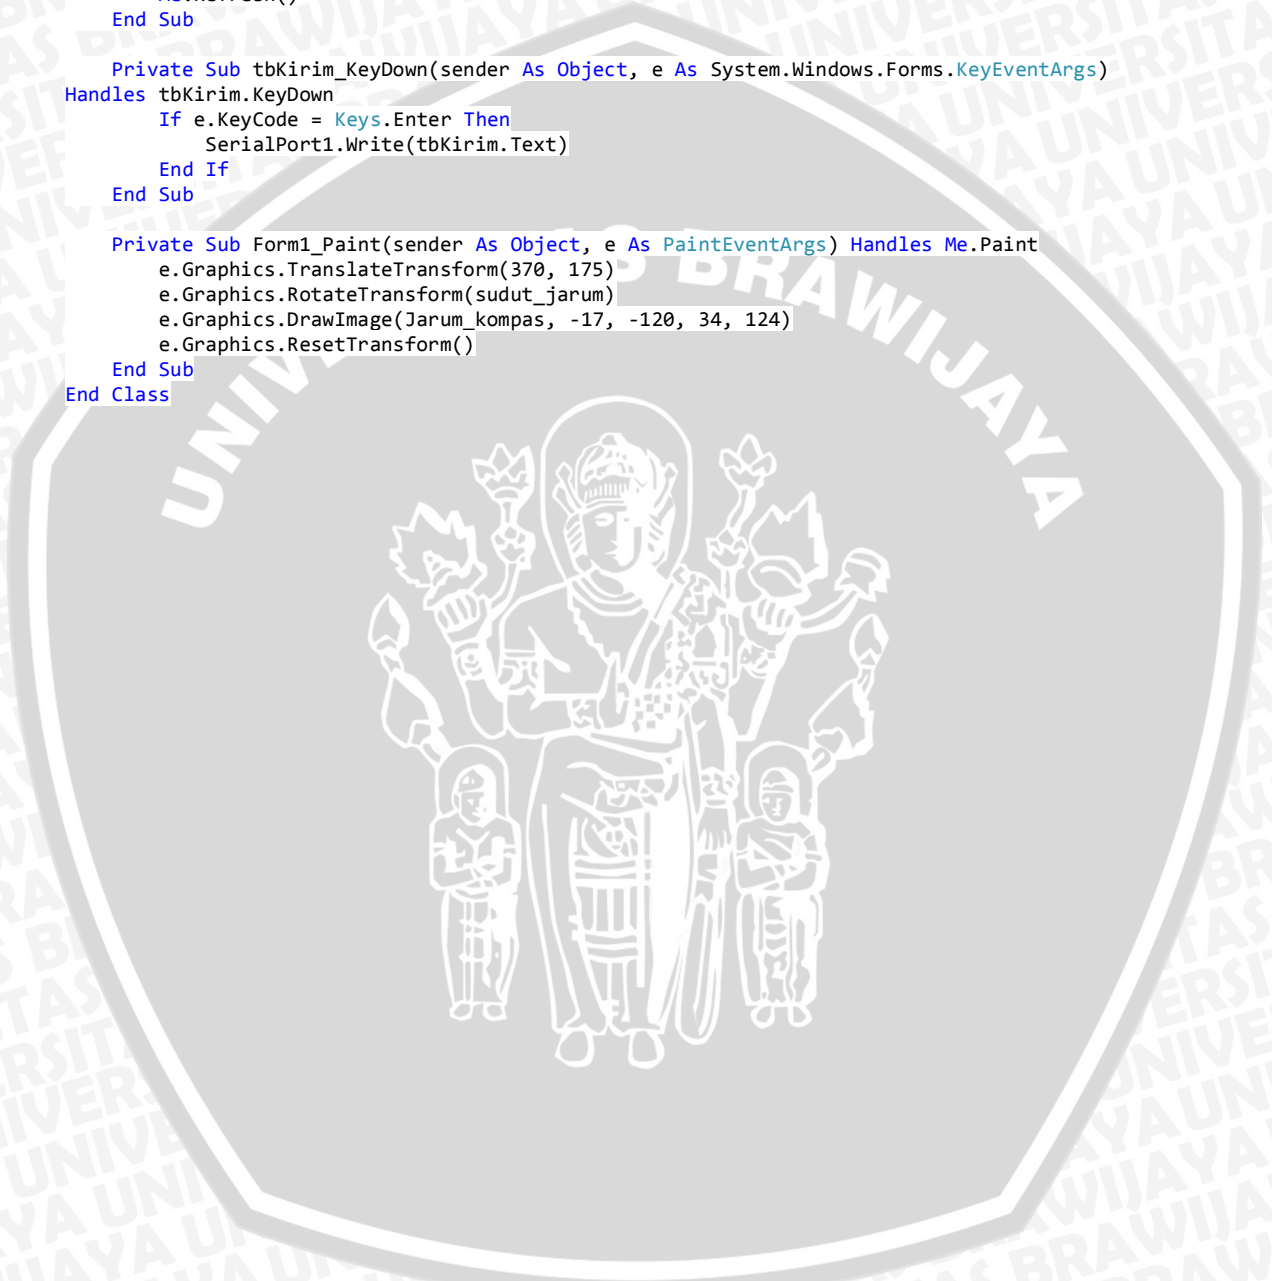 Me.Refresh()
    End Sub

    Private Sub tbKirim_KeyDown(sender As Object, e As System.Windows.Forms.KeyEventArgs)
Handles tbKirim.KeyDown
        If e.KeyCode = Keys.Enter Then
            SerialPort1.Write(tbKirim.Text)
        End If
    End Sub

    Private Sub Form1_Paint(sender As Object, e As PaintEventArgs) Handles Me.Paint
        e.Graphics.TranslateTransform(370, 175)
        e.Graphics.RotateTransform(sudut_jarum)
        e.Graphics.DrawImage(Jarum_kompas, -17, -120, 34, 124)
        e.Graphics.ResetTransform()
    End Sub
End Class
BRAWIJAYA